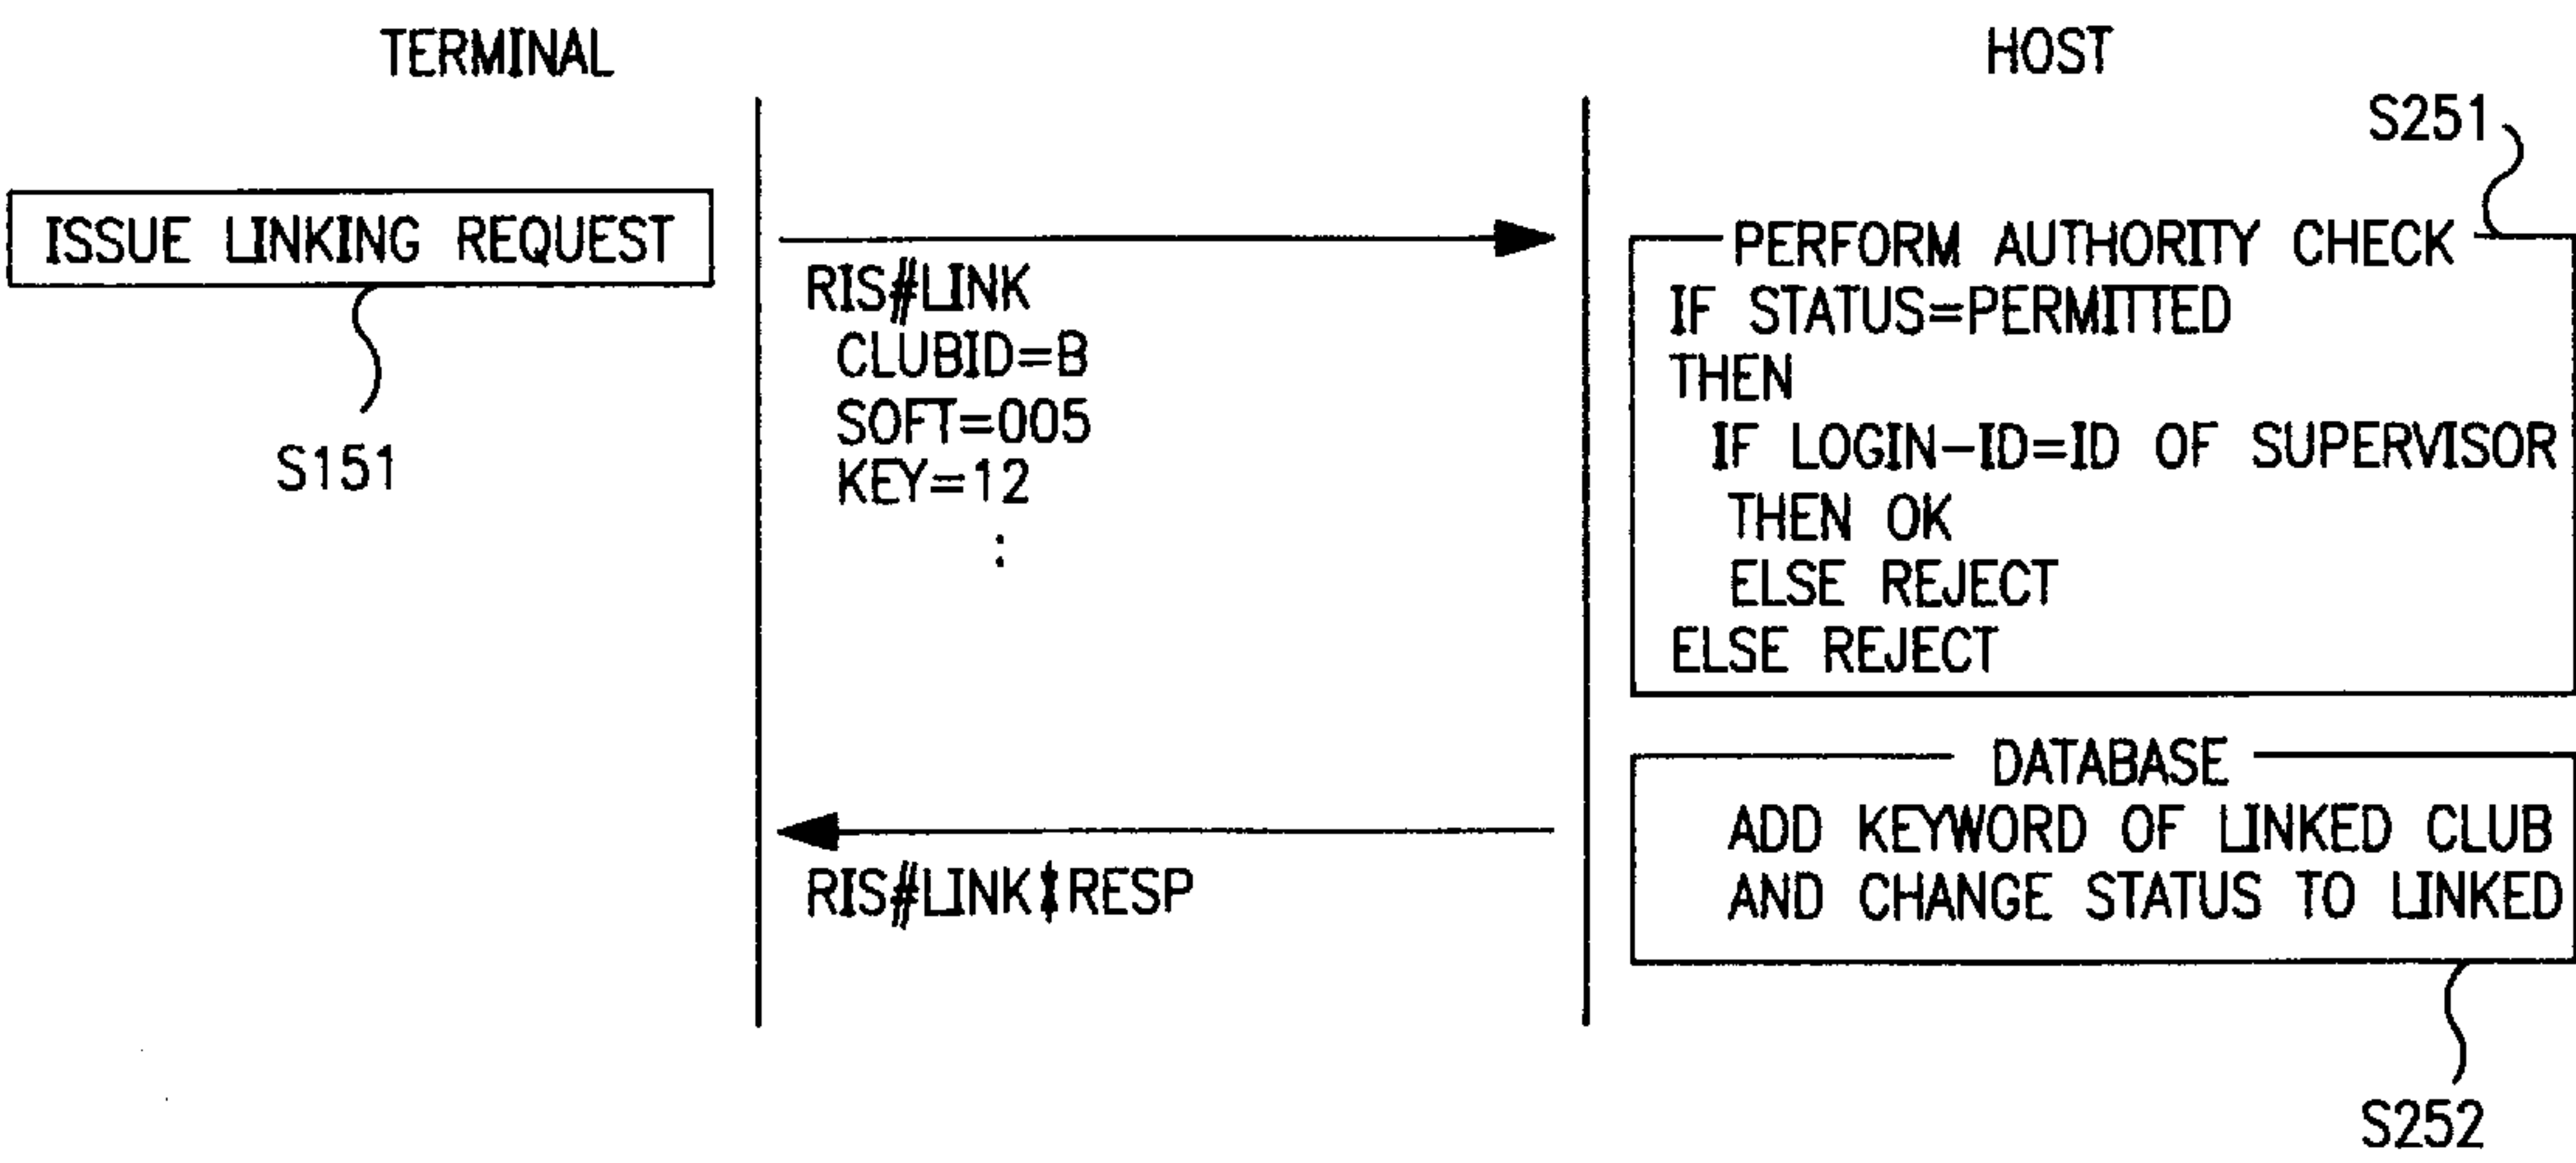 TERMINAL
HOST
S251
ISSUE LINKING REQUEST
S151
RIS#LINK
CLUBID=B
SOFT=005
KEY=12
:
PERFORM AUTHORITY CHECK
IF STATUS=PERMITTED
THEN
IF LOGIN-ID=ID OF SUPERVISOR
THEN OK
ELSE REJECT
ELSE REJECT
RIS#LINK‡RESP
DATABASE
ADD KEYWORD OF LINKED CLUB
AND CHANGE STATUS TO LINKED
S252